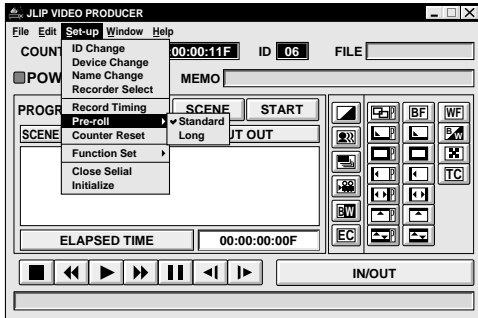 JLIP VIDEO PRODUCER
File Edit Set-up Window Help
COUNT 00:00:11F ID 06 FILE
POW MEMO
ID Change
Device Change
Name Change
Recorder Select
Record Timing
Pre-roll
Counter Reset
Function Set
Close Selial
Initialize
Standard
Long
PROGR SCENE START
SCENE UT OUT
ELAPSED TIME 00:00:00:00F
BF WF
P B/W
P
P TC
P
BW P
EC P
IN/OUT